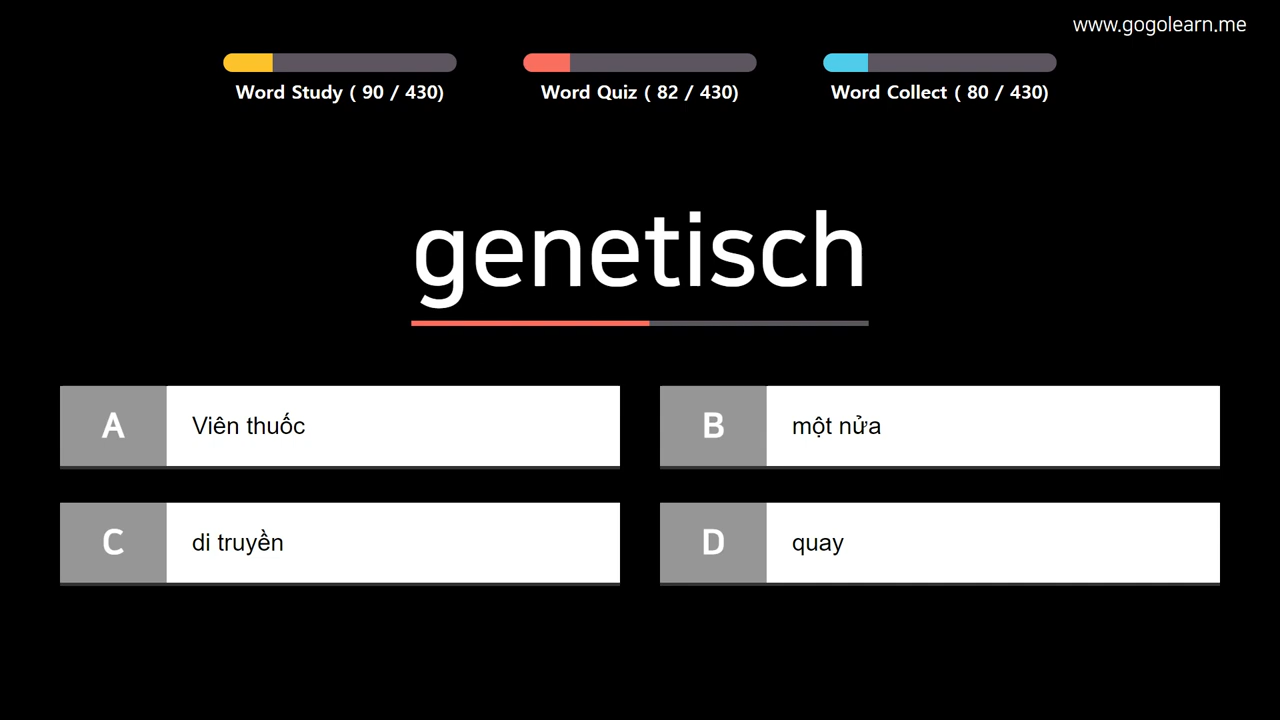 www.gogolearn.me
Word Study ( 90 / 430)
Word Quiz ( 82 / 430)
Word Collect ( 80 / 430)
genetisch
A Viên thuốc
B một nửa
C di truyền
D quay